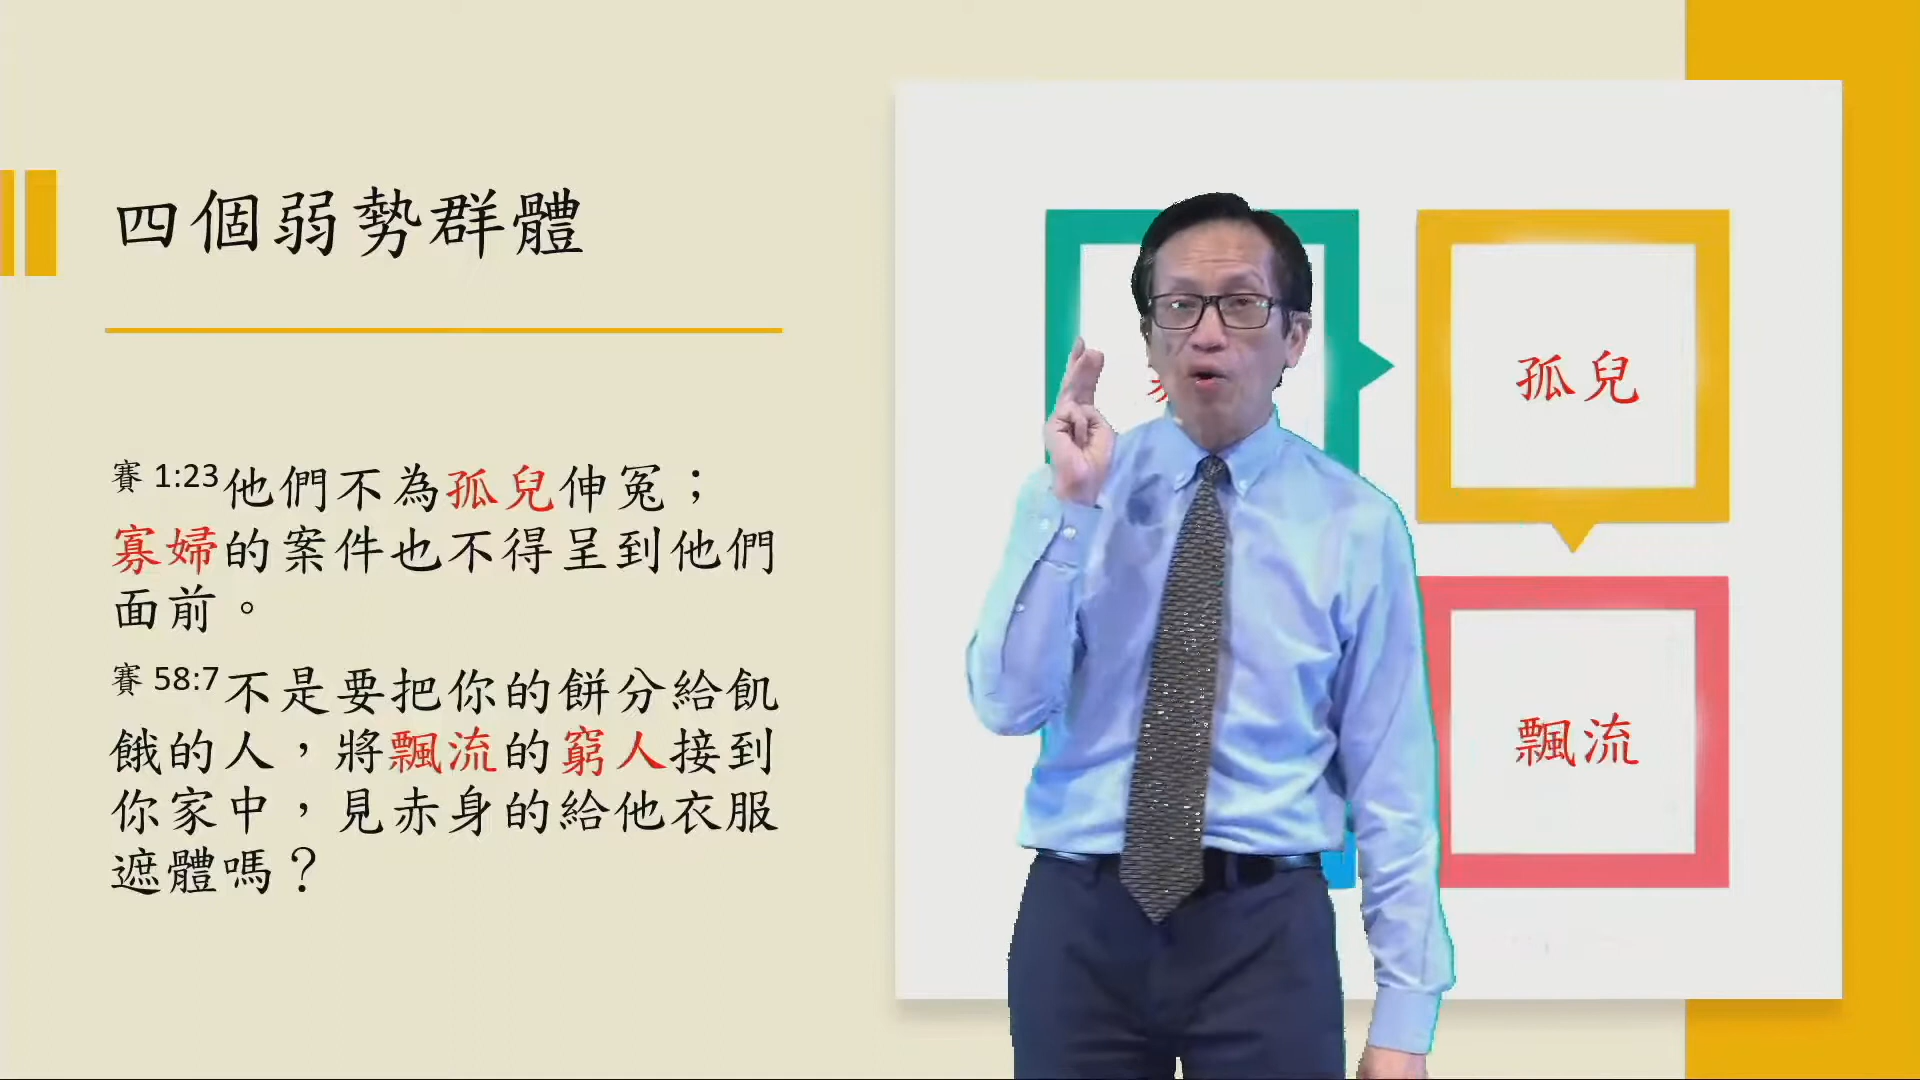 四個弱勢群體
賽 1:23他們不為孤兒伸冤；
寡婦的案件也不得呈到他們
面前。
賽 58:7不是要把你的餅分給飢
餓的人，將飄流的窮人接到
你家中，見赤身的給他衣服
遮體嗎？
孤兒
飄流